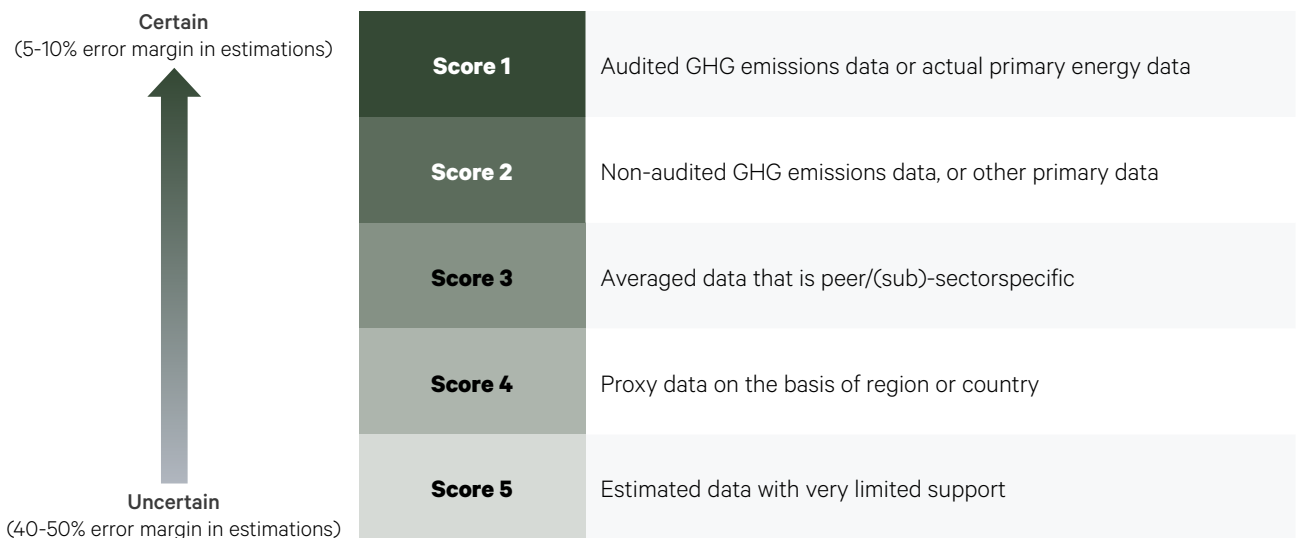 Certain
(5-10% error margin in estimations)
Score 1
Audited GHG emissions data or actual primary energy data
Score 2
Non-audited GHG emissions data, or other primary data
Score 3
Averaged data that is peer/(sub)-sectorspecific
Score 4
Proxy data on the basis of region or country
Score 5
Estimated data with very limited support
Uncertain
(40-50% error margin in estimations)